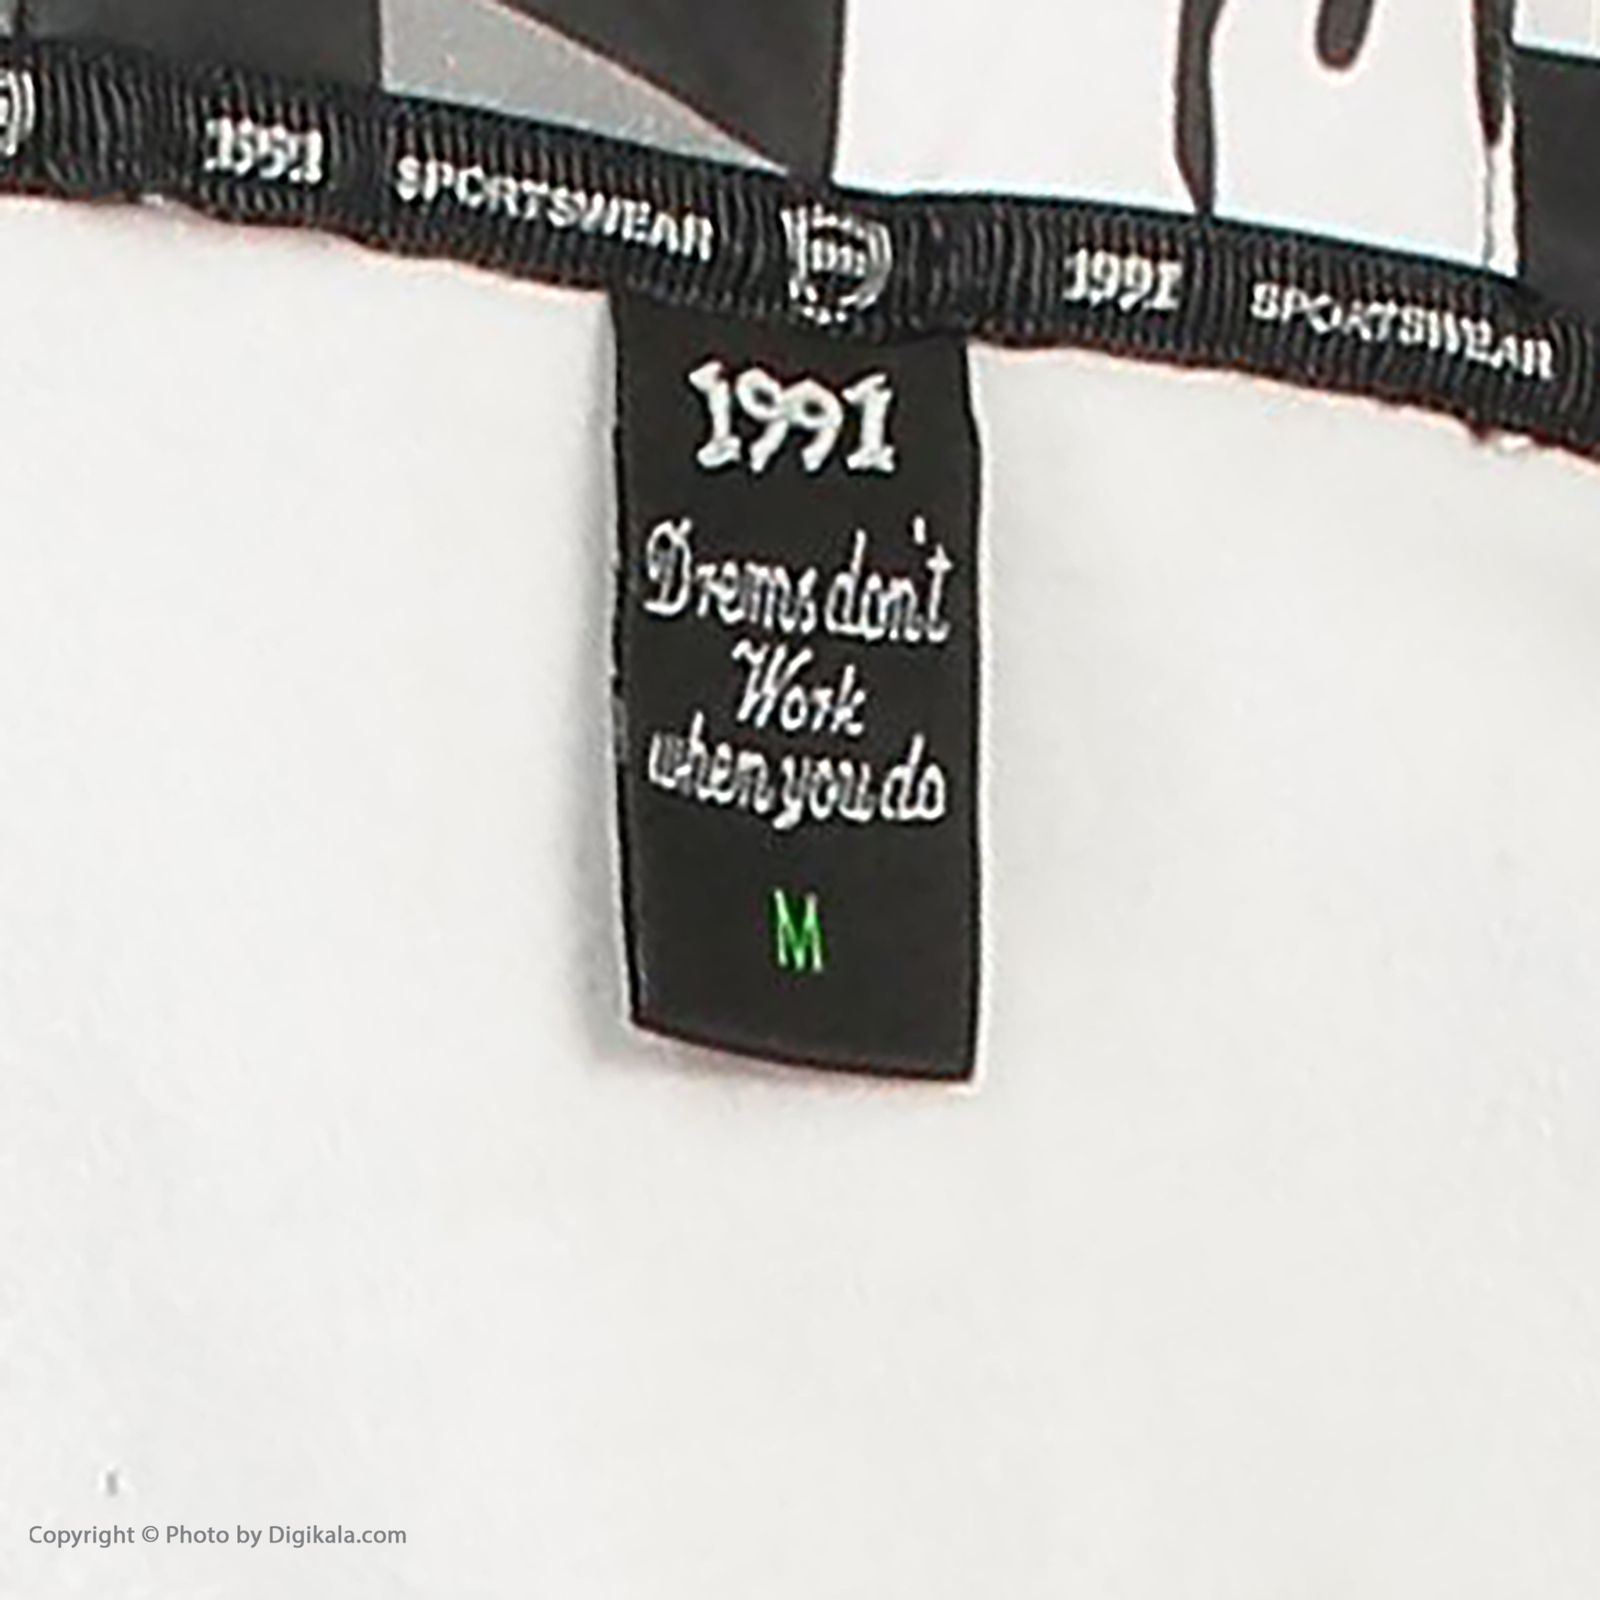 1991 SPORTSWEAR 1991 SPORTSWEAR
1991
Drems don't
Work
when you do
M
Copyright © Photo by Digikala.com